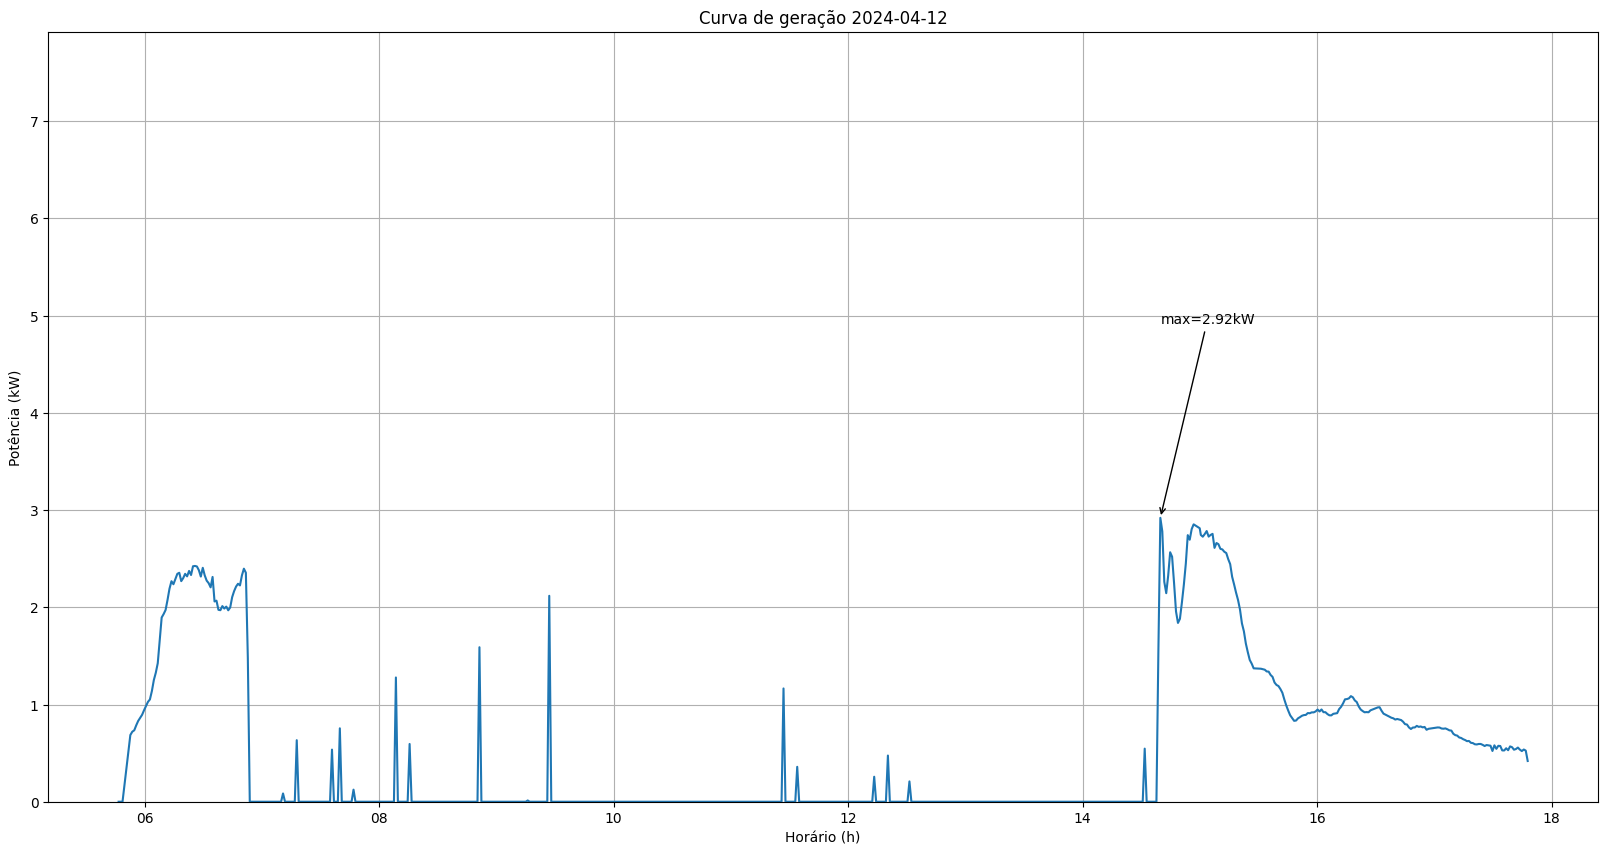 Curva de geração 2024-04-12
Potência (kW)
7
6
5
4
3
2
1
0
max=2.92kW
06 08 10 12 14 16 18
Horário (h)